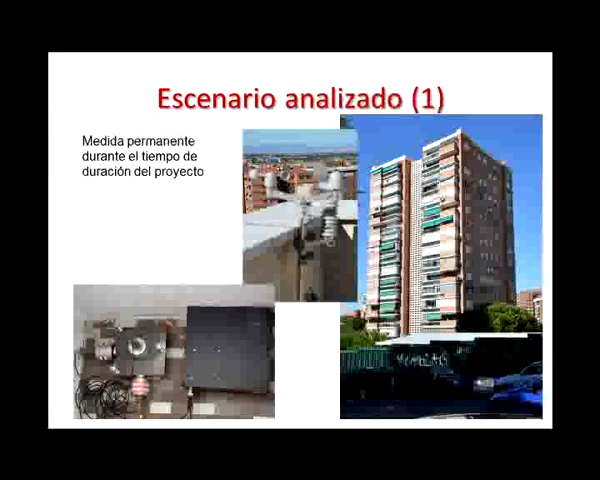 Escenario analizado (1)
Medida permanente
durante el tiempo de
duración del proyecto